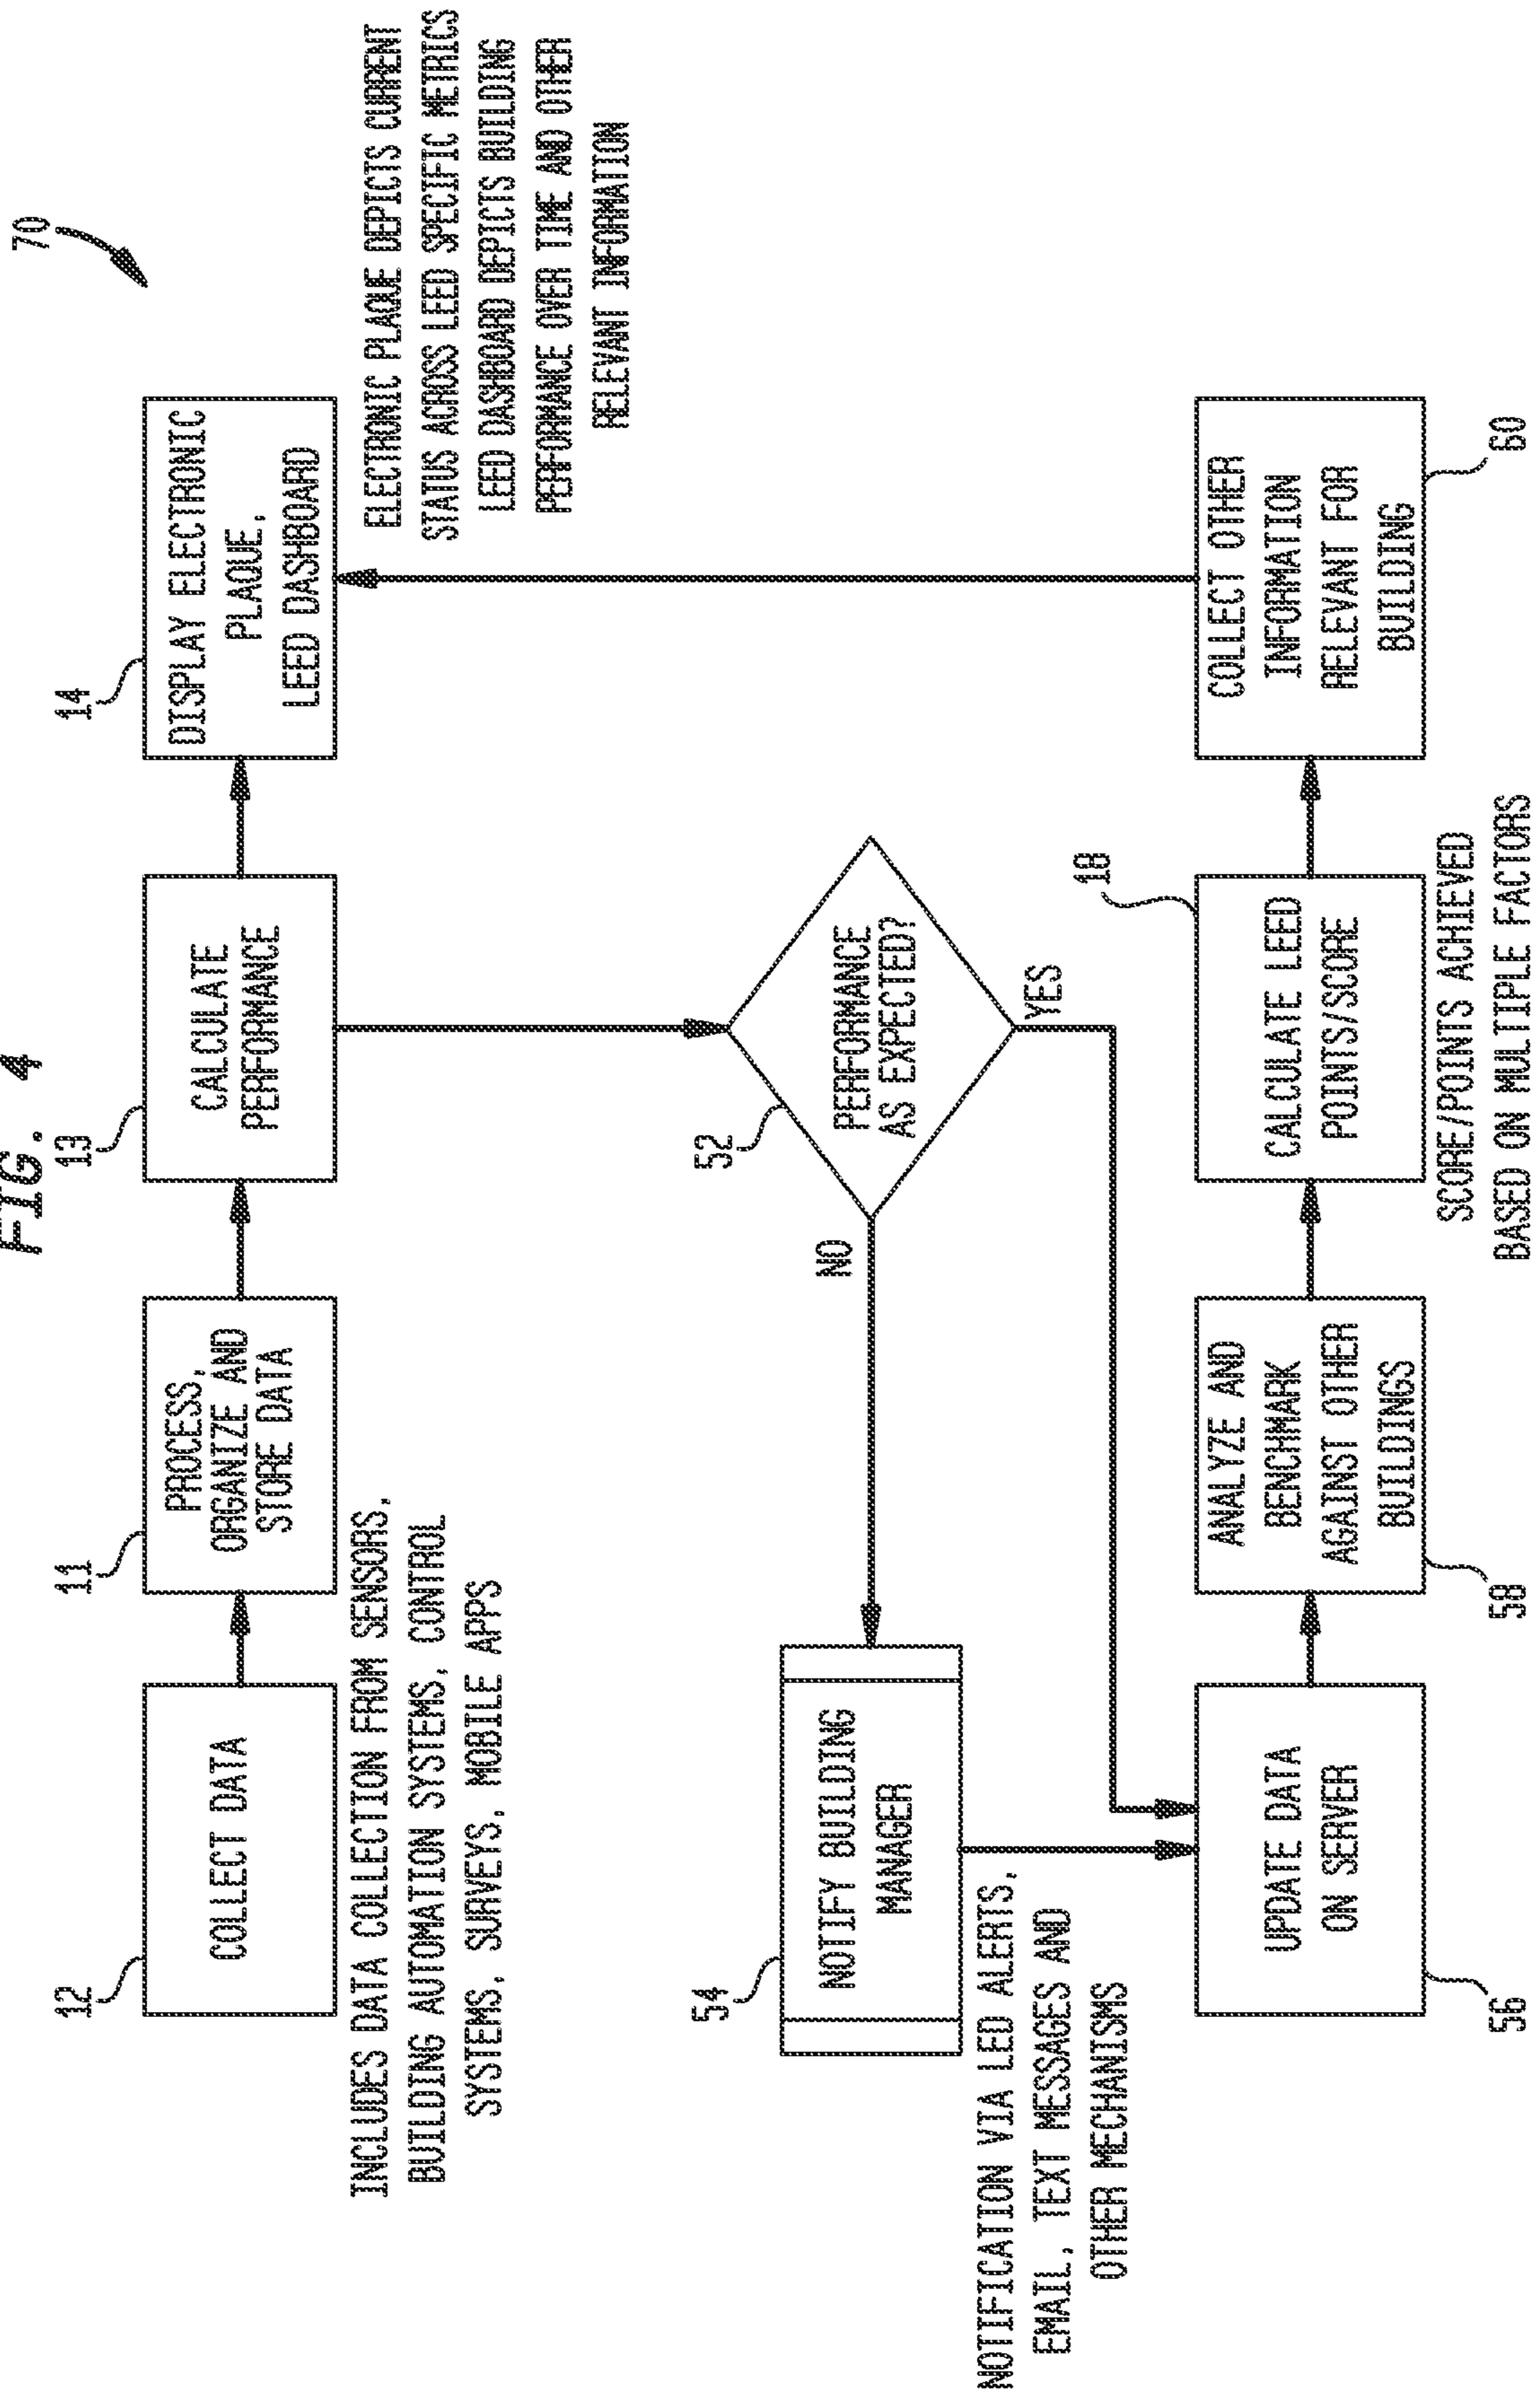 FIG. 4
70
12
COLLECT DATA
INCLUDES DATA COLLECTION FROM SENSORS,
BUILDING AUTOMATION SYSTEMS, CONTROL
SYSTEMS, SURVEYS, MOBILE APPS
11
PROCESS,
ORGANIZE AND
STORE DATA
13
CALCULATE
PERFORMANCE
14
DISPLAY ELECTRONIC
PLAQUE,
LEED DASHBOARD
ELECTRONIC PLAQUE DEPICTS CURRENT
STATUS ACROSS LEED SPECIFIC METRICS
LEED DASHBOARD DEPICTS BUILDING
PERFORMANCE OVER TIME AND OTHER
RELEVANT INFORMATION
52
PERFORMANCE
AS EXPECTED?
NO
YES
54
NOTIFY BUILDING
MANAGER
NOTIFICATION VIA LED ALERTS,
EMAIL, TEXT MESSAGES AND
OTHER MECHANISMS
56
UPDATE DATA
ON SERVER
58
ANALYZE AND
BENCHMARK
AGAINST OTHER
BUILDINGS
18
CALCULATE LEED
POINTS/SCORE
SCORE/POINTS ACHIEVED
BASED ON MULTIPLE FACTORS
60
COLLECT OTHER
INFORMATION
RELEVANT FOR
BUILDING